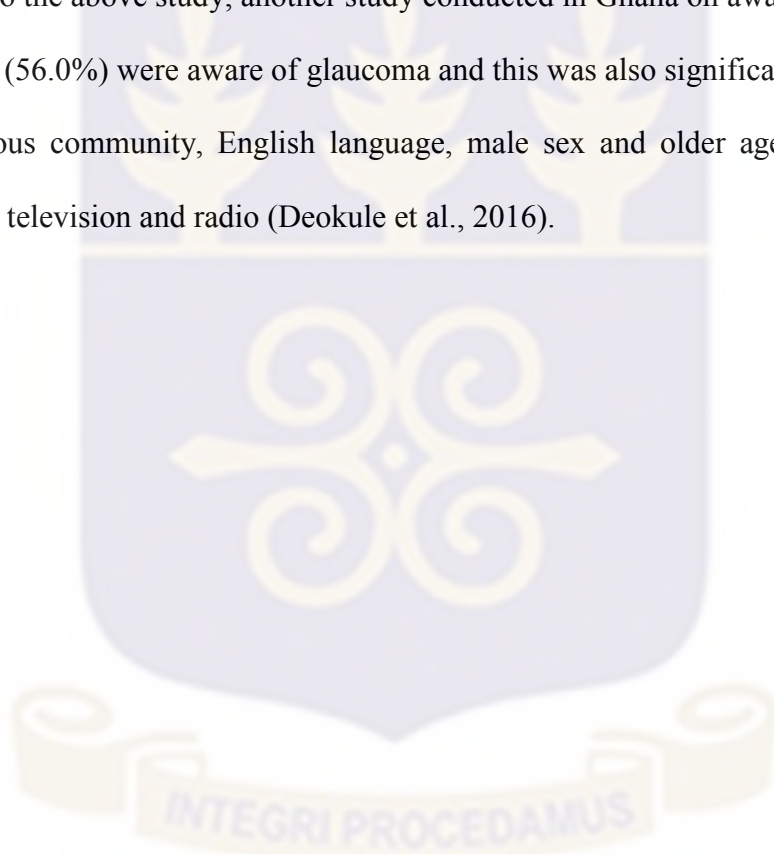 o the above study, another study conducted in Ghana on awa
(56.0%) were aware of glaucoma and this was also significa
ous community, English language, male sex and older age
television and radio (Deokule et al., 2016).
INTEGRI PROCEDAMUS